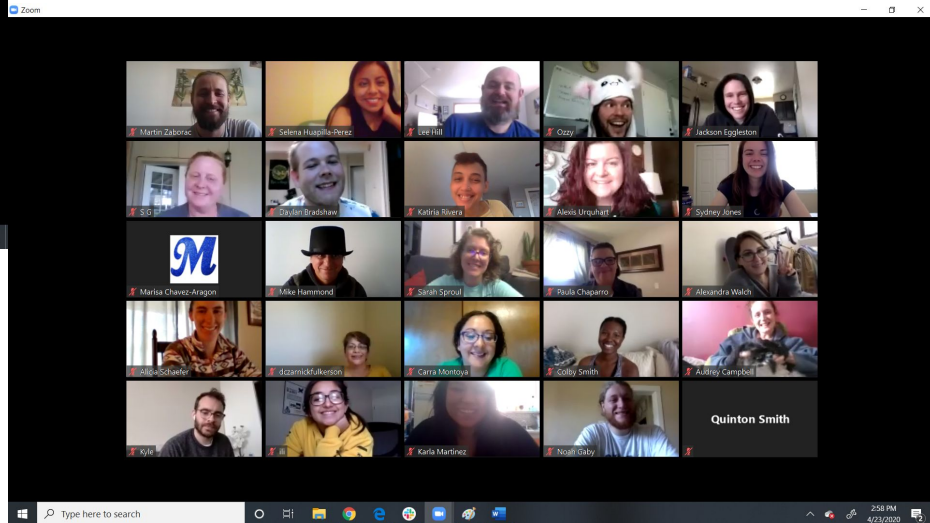 Zoom
Martin Zaborac
Selena Huapilla-Perez
Lee Hill
Ozzy
Jackson Eggleston
S G
Davlan Bradshaw
Katiria Rivera
Alexis Urquhart
Sydney Jones
M
Marisa Chavez-Aragon
Mike Hammond
Sarah Sproul
Paula Chaparro
Alexandra Walch
Alicia Schaefer
dczarnickfulkerson
Carra Montoya
Colby Smith
Audrey Campbell
Kyle
Karla Martinez
Noah Gaby
Quinton Smith
Type here to search
2:58 PM
4/23/2020
2